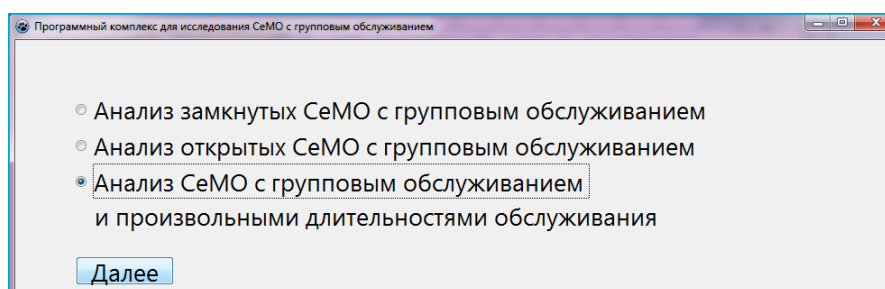 Программный комплекс для исследования СеМО с групповым обслуживанием
Анализ замкнутых СеМО с групповым обслуживанием
Анализ открытых СеМО с групповым обслуживанием
Анализ СеМО с групповым обслуживанием
и произвольными длительностями обслуживания
Далее